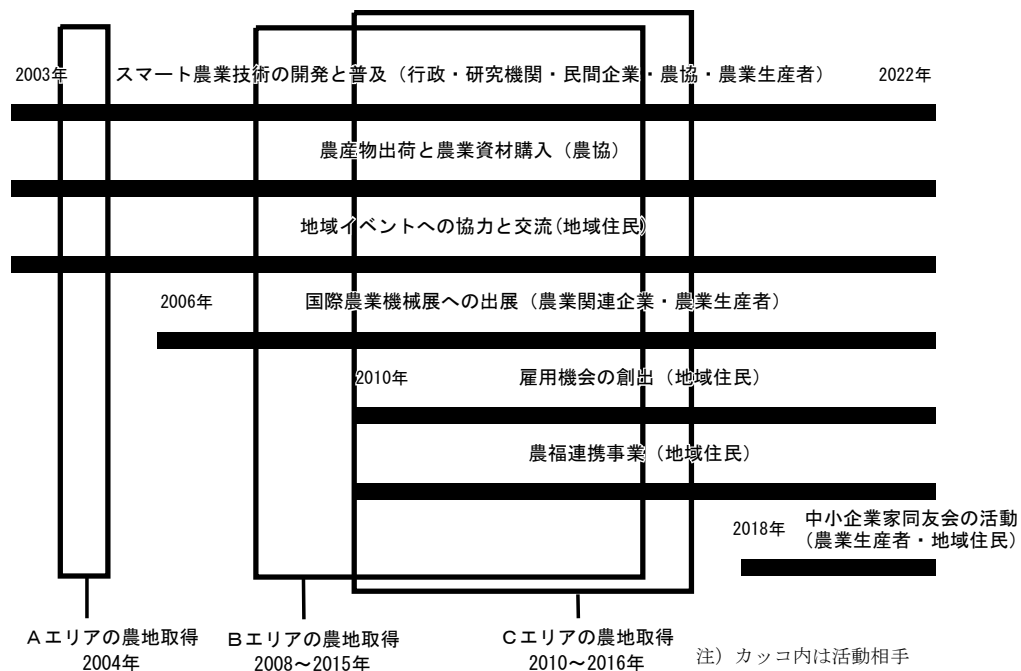 2003年 スマート農業技術の開発と普及（行政・研究機関・民間企業・農協・農業生産者） 2022年
農産物出荷と農業資材購入（農協）
地域イベントへの協力と交流(地域住民)
2006年 国際農業機械展への出展（農業関連企業・農業生産者）
2010年 雇用機会の創出（地域住民）
農福連携事業（地域住民）
2018年 中小企業家同友会の活動
（農業生産者・地域住民）
Ａエリアの農地取得
2004年
Ｂエリアの農地取得
2008～2015年
Ｃエリアの農地取得
2010～2016年
注）カッコ内は活動相手